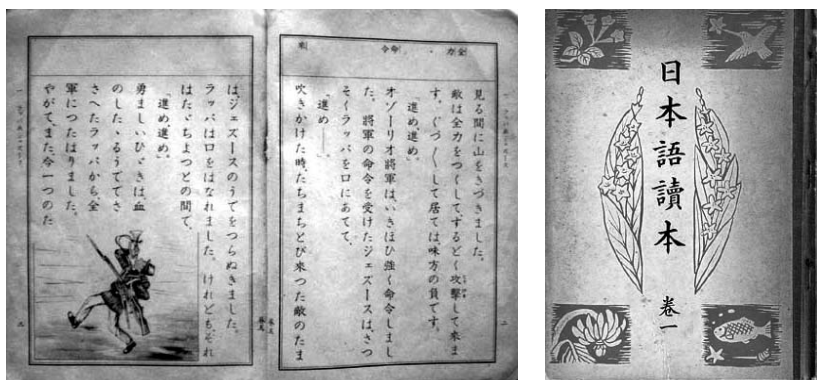 全力
命令
來
見る間に山をきづきました。
敵は全力をつくして、するどく攻撃して來ま
す。ぐづ〳〵して居ては、味方の負です。
「進め進め。」
オゾーリオ將軍は、いきほひ強く命令しまし
た。將軍の命令を受けたジェズースは、さつ
そくラッパを口にあてて、
「進め――。」
吹きかけた時、たちまちとび來つた敵のたま
はジェズースのうでをつらぬきました。
ラッパは口をはなれました。けれども、それ
はたゞちよつとの間で、
「進め、進め。」
勇ましいひゞきは、血
のしたゝるうででさ
さへたラッパから、全
軍につたはりました。
やがて、また、今一つのた
日本語讀本
卷一